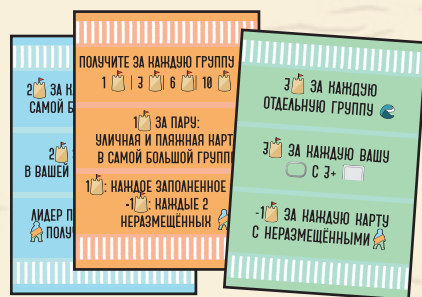 2 ЗА К
САМОЙ Б
2
В ВАШЕЙ
ЛИДЕР П
ПОЛУЧ
ПОЛУЧИТЕ ЗА КАЖДУЮ ГРУППУ
1 | 3 | 6 | 10
1 ЗА ПАРУ:
УЛИЧНАЯ И ПЛЯЖНАЯ КАРТ
В САМОЙ БОЛЬШОЙ ГРУПП
1 : КАЖДОЕ ЗАПОЛНЕННОЕ
-1 : КАЖДЫЕ 2
НЕРАЗМЕЩЁННЫХ
3 ЗА КАЖДУЮ
ОТДЕЛЬНУЮ ГРУППУ
3 ЗА КАЖДУЮ ВАШУ
С 3+
-1 ЗА КАЖДУЮ КАРТУ
С НЕРАЗМЕЩЁННЫМИ